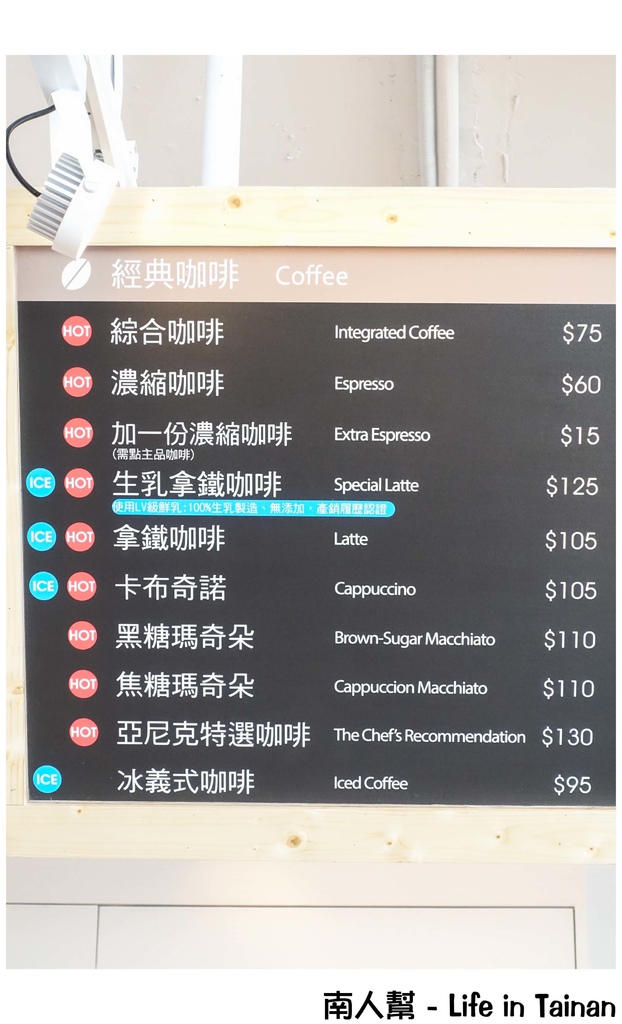 經典咖啡 Coffee
HOT 綜合咖啡 Integrated Coffee $75
HOT 濃縮咖啡 Espresso $60
HOT 加一份濃縮咖啡 Extra Espresso $15
(需點主品咖啡)
ICE HOT 生乳拿鐵咖啡 Special Latte $125
使用LV級鮮乳:100%生乳製造、無添加，產銷履歷認證
ICE HOT 拿鐵咖啡 Latte $105
ICE HOT 卡布奇諾 Cappuccino $105
HOT 黑糖瑪奇朵 Brown-Sugar Macchiato $110
HOT 焦糖瑪奇朵 Cappuccion Macchiato $110
HOT 亞尼克特選咖啡 The Chef's Recommendation $130
ICE 冰義式咖啡 Iced Coffee $95
南人幫 - Life in Tainan